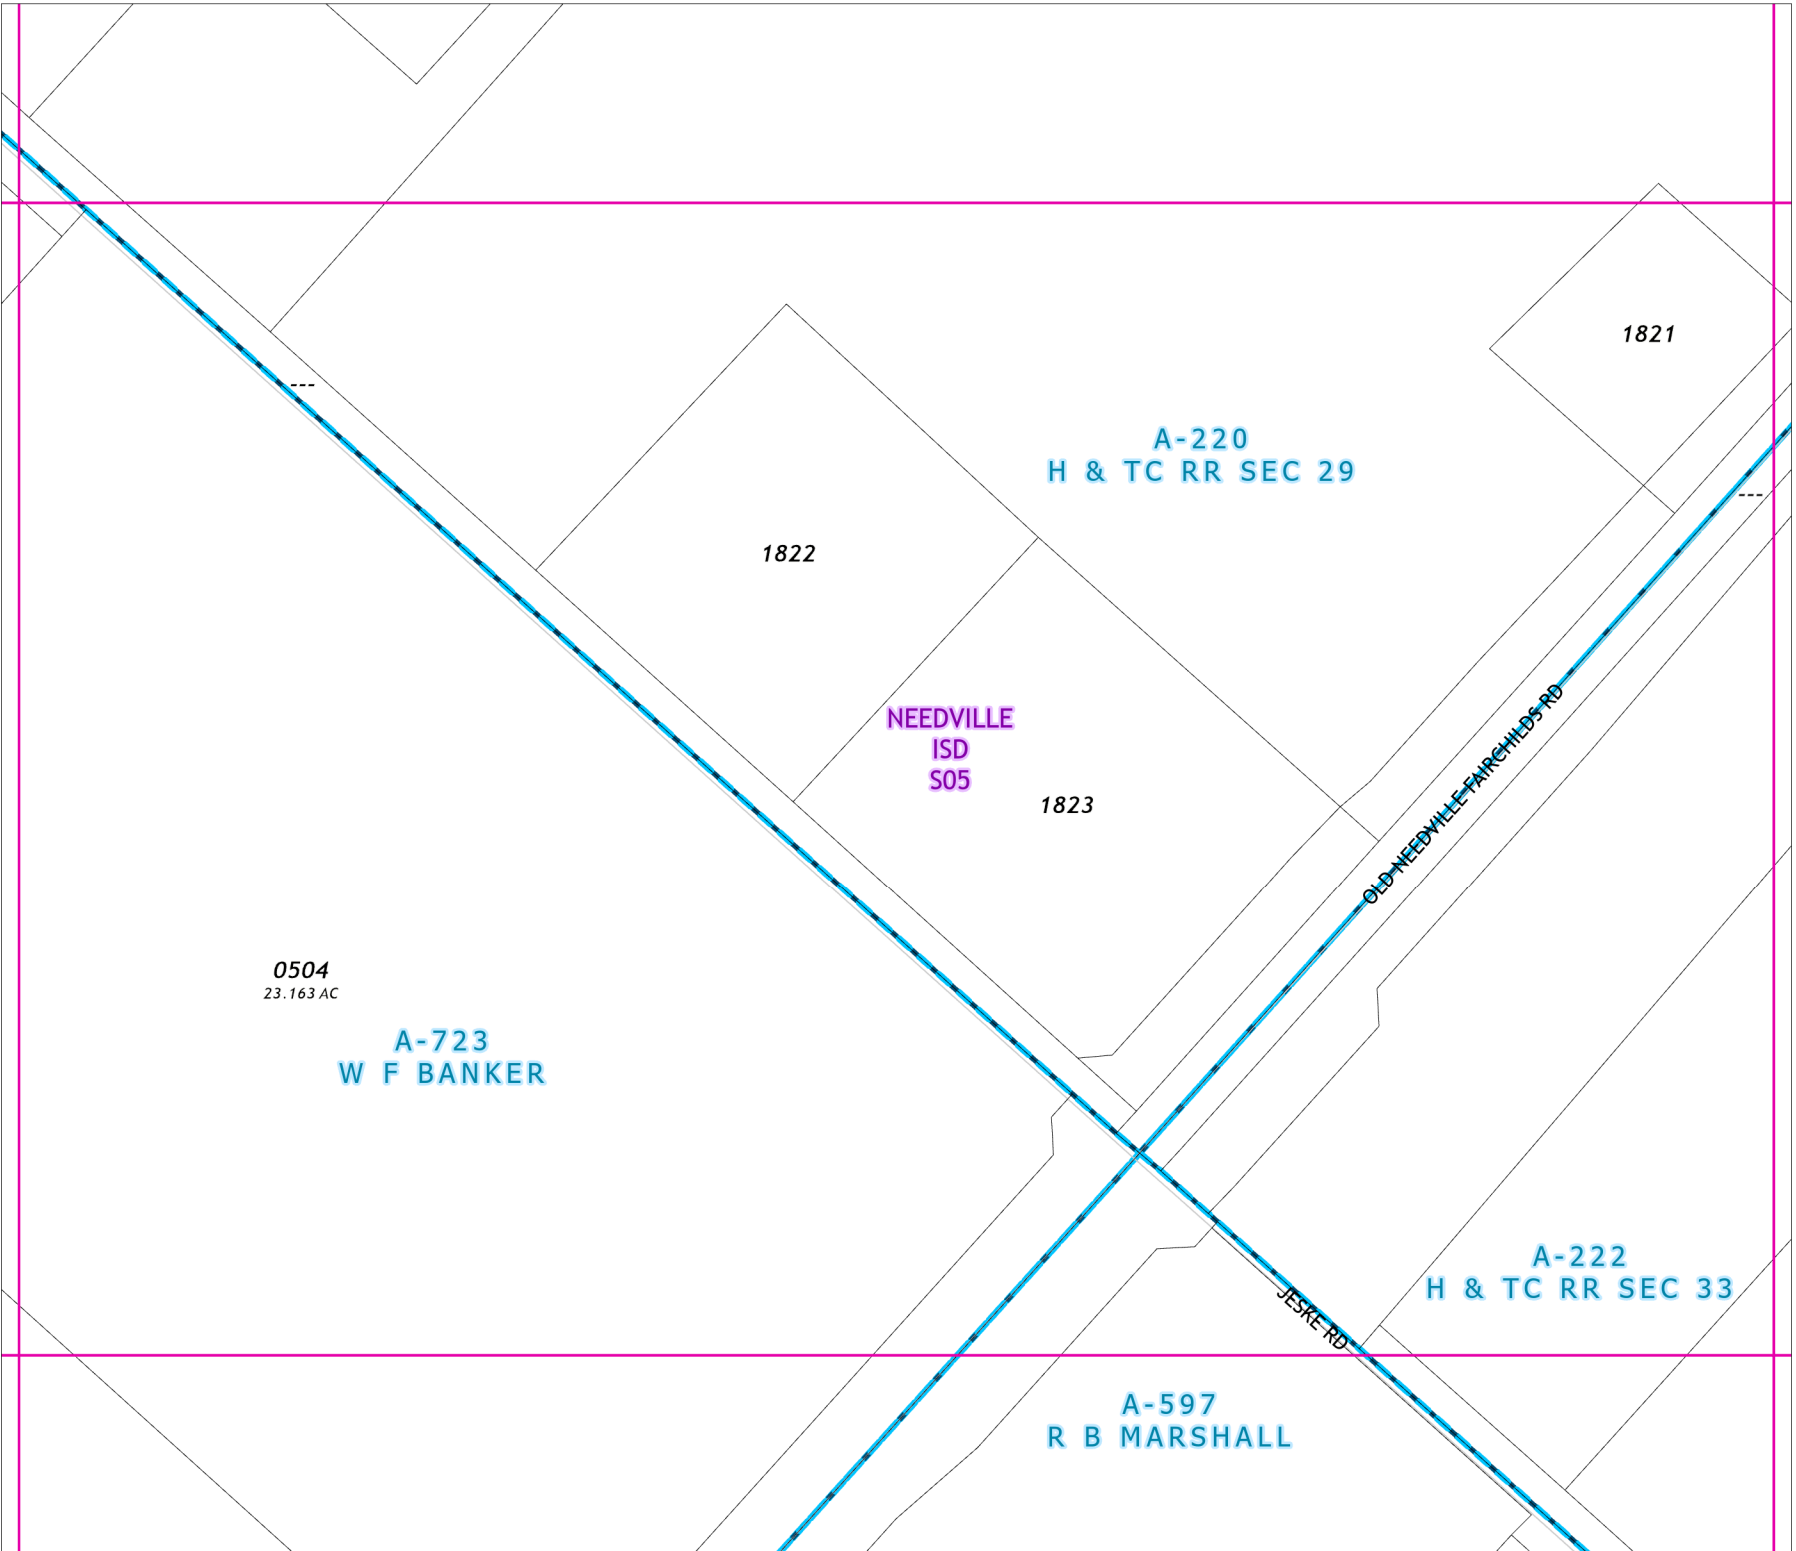 1821
---
A-220
H & TC RR SEC 29
---
1822
NEEDVILLE
ISD
S05
1823
OLD NEEDVILLE FAIRCHILDS RD
0504
23.163 AC
A-723
W F BANKER
A-222
H & TC RR SEC 33
JESKE RD
A-597
R B MARSHALL